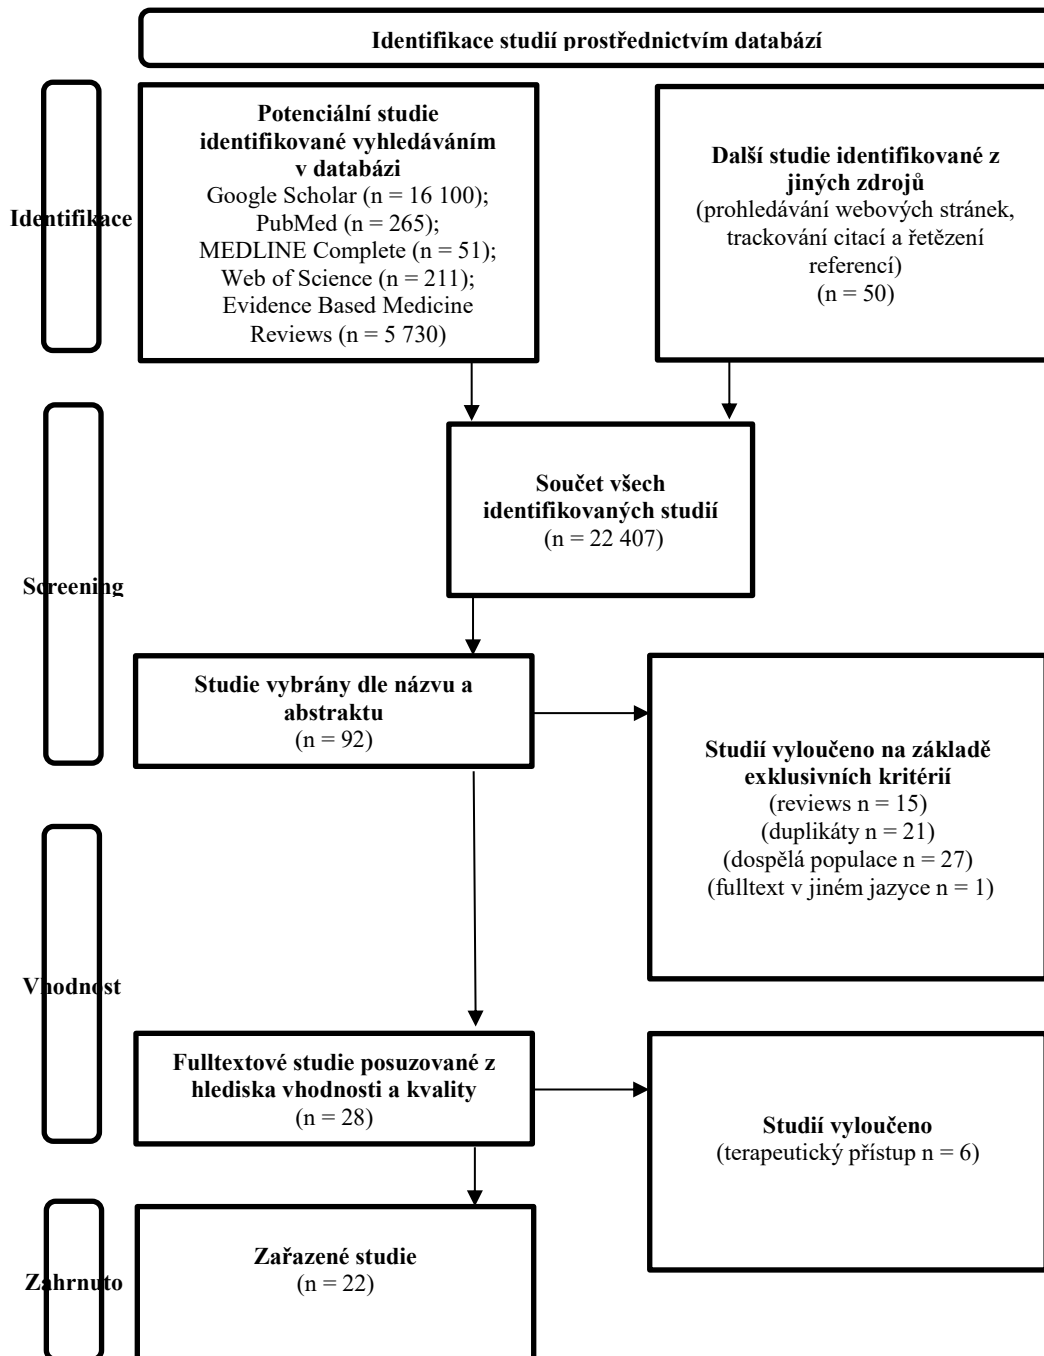 Identifikace studií prostřednictvím databází
Identifikace
Potenciální studie
identifikované vyhledáváním
v databázi
Google Scholar (n = 16 100);
PubMed (n = 265);
MEDLINE Complete (n = 51);
Web of Science (n = 211);
Evidence Based Medicine
Reviews (n = 5 730)
Další studie identifikované z
jiných zdrojů
(prohledávání webových stránek,
trackování citací a řetězení
referencí)
(n = 50)
Screening
Součet všech
identifikovaných studií
(n = 22 407)
Studie vybrány dle názvu a
abstraktu
(n = 92)
Studií vyloučeno na základě
exklusivních kritérií
(reviews n = 15)
(duplikáty n = 21)
(dospělá populace n = 27)
(fulltext v jiném jazyce n = 1)
Vhodnost
Fulltextové studie posuzované z
hlediska vhodnosti a kvality
(n = 28)
Studií vyloučeno
(terapeutický přístup n = 6)
Zahrnuto
Zařazené studie
(n = 22)